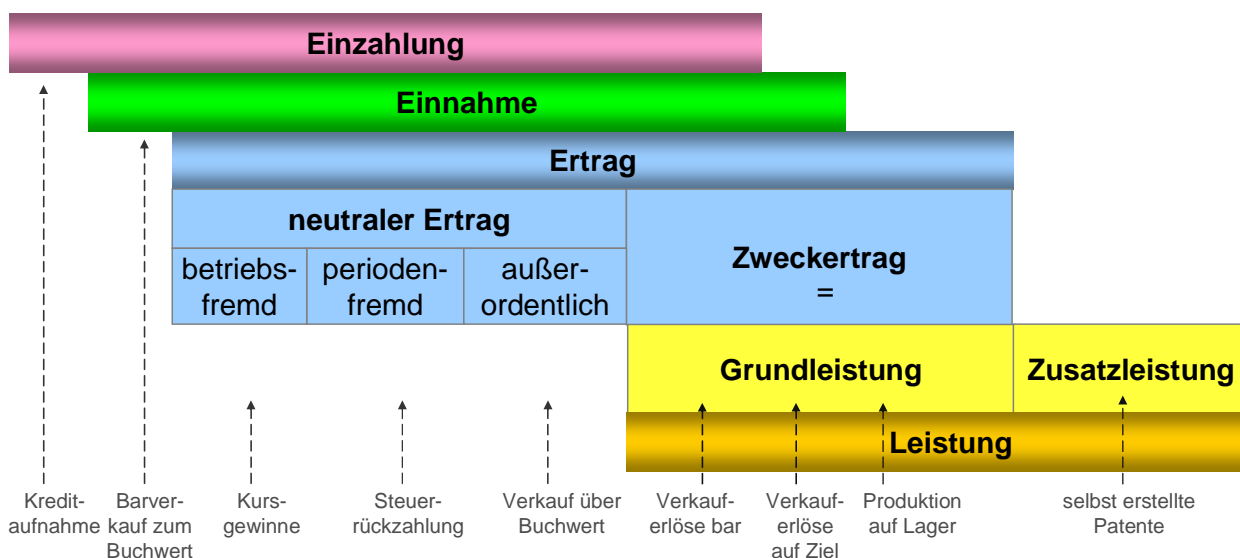 Einzahlung
Einnahme
Ertrag
neutraler Ertrag
betriebs-
fremd
perioden-
fremd
außer-
ordentlich
Zweckertrag
=
Grundleistung
Zusatzleistung
Leistung
Kredit-
aufnahme
Barver-
kauf zum
Buchwert
Kurs-
gewinne
Steuer-
rückzahlung
Verkauf über
Buchwert
Verkauf-
erlöse bar
Verkauf-
erlöse
auf Ziel
Produktion
auf Lager
selbst erstellte
Patente